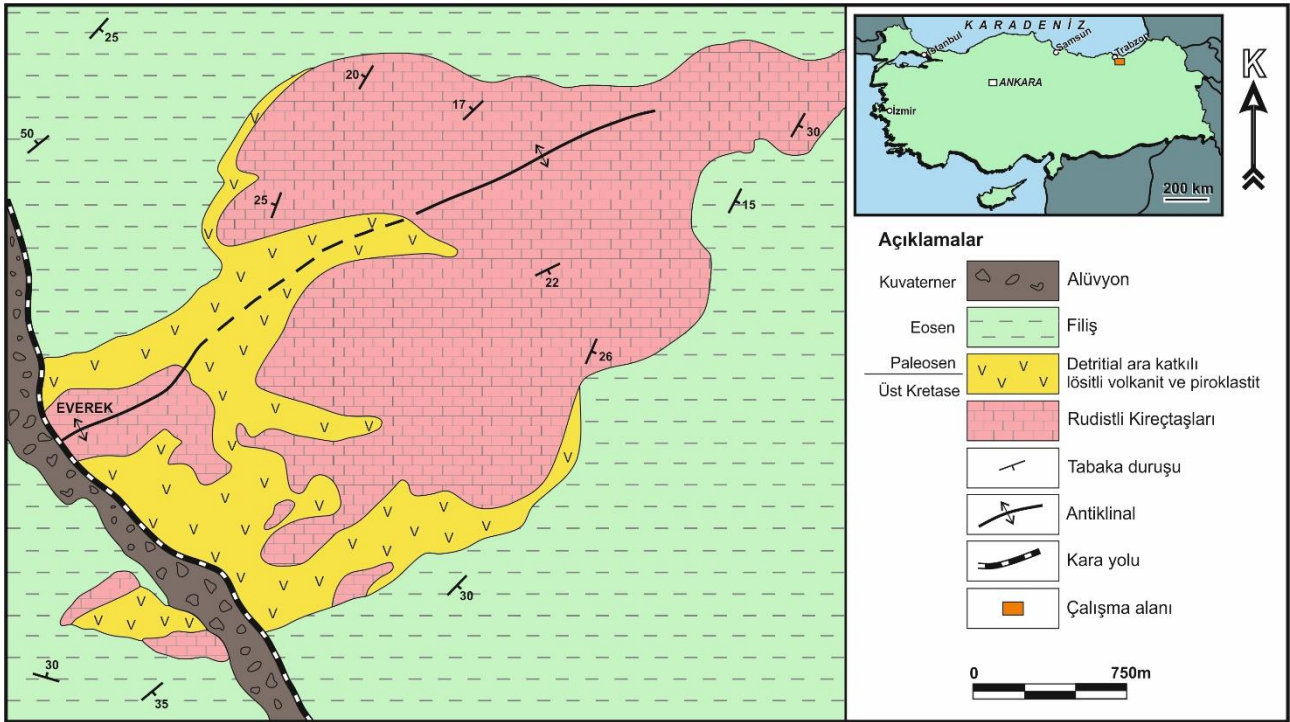 25
20
17
50
30
25
15
22
26
EVEREK
30
30
35
KARADENİZ
İstanbul
Samsun
Trabzon
ANKARA
İzmir
200 km
K
Açıklamalar
Kuvaterner
Alüvyon
Eosen
Filiş
Paleosen
Üst Kretase
Detritial ara katkılı
lösitli volkanit ve piroklastit
Rudistli Kireçtaşları
Tabaka duruşu
Antiklinal
Kara yolu
Çalışma alanı
0 750m